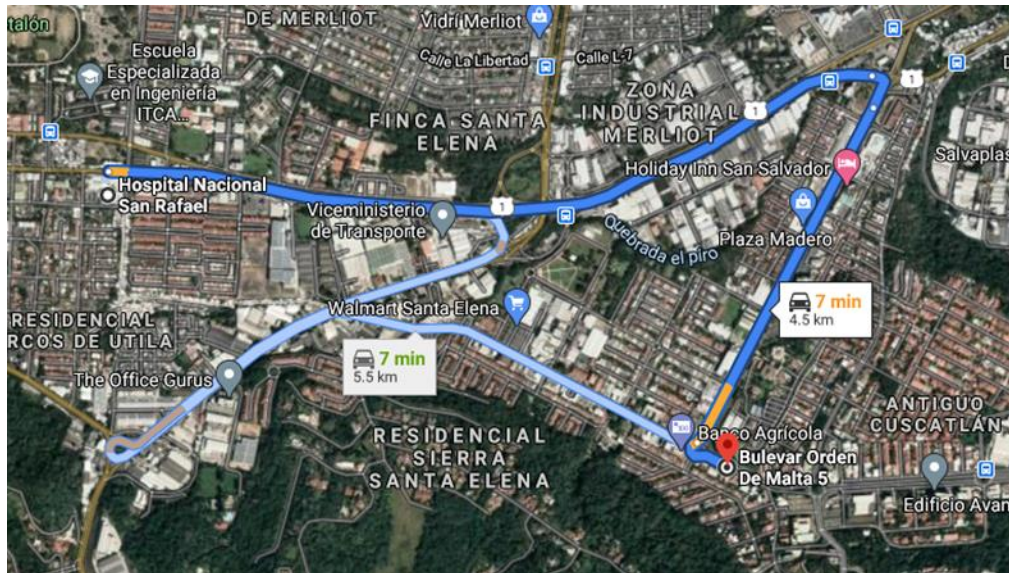 talón
DE MERLIOT
Vidrí Merliot
Calle La Libertad
Calle L-7
Escuela
Especializada
en Ingeniería
ITCA...
ZONA
INDUSTRIAL
MERLIOT
1
1
FINCA SANTA
ELENA
Holiday Inn San Salvador
Salvaplas
Hospital Nacional
San Rafael
1
Viceministerio
de Transporte
Quebrada el piro
Plaza Madero
7 min
4.5 km
Walmart Santa Elena
RESIDENCIAL
RCOS DE UTILA
7 min
5.5 km
The Office Gurus
ANTIGUO
CUSCATLÁN
RESIDENCIAL
SIERRA
SANTA ELENA
Banco Agrícola
Bulevar Orden
De Malta 5
Edificio Avan